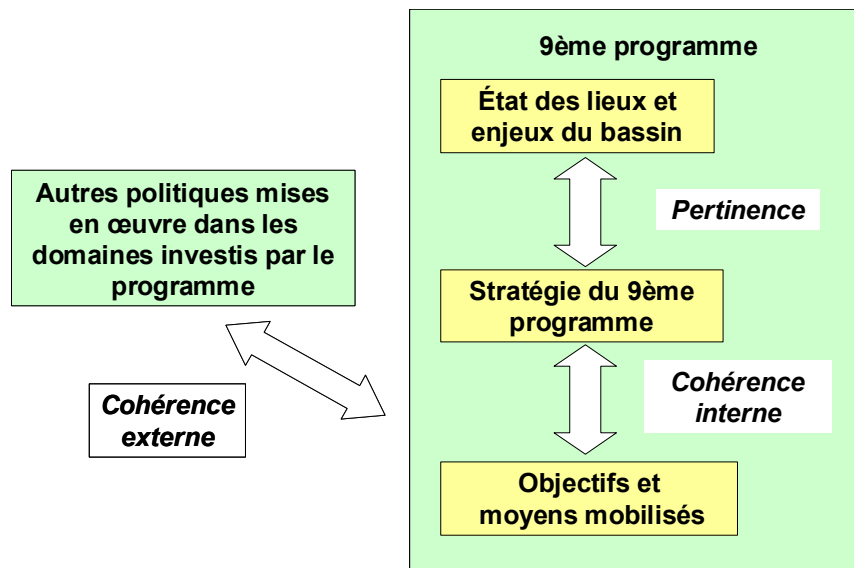 9ème programme
État des lieux et
enjeux du bassin
Autres politiques mises
en œuvre dans les
domaines investis par le
programme
Pertinence
Stratégie du 9ème
programme
Cohérence
externe
Cohérence
interne
Objectifs et
moyens mobilisés